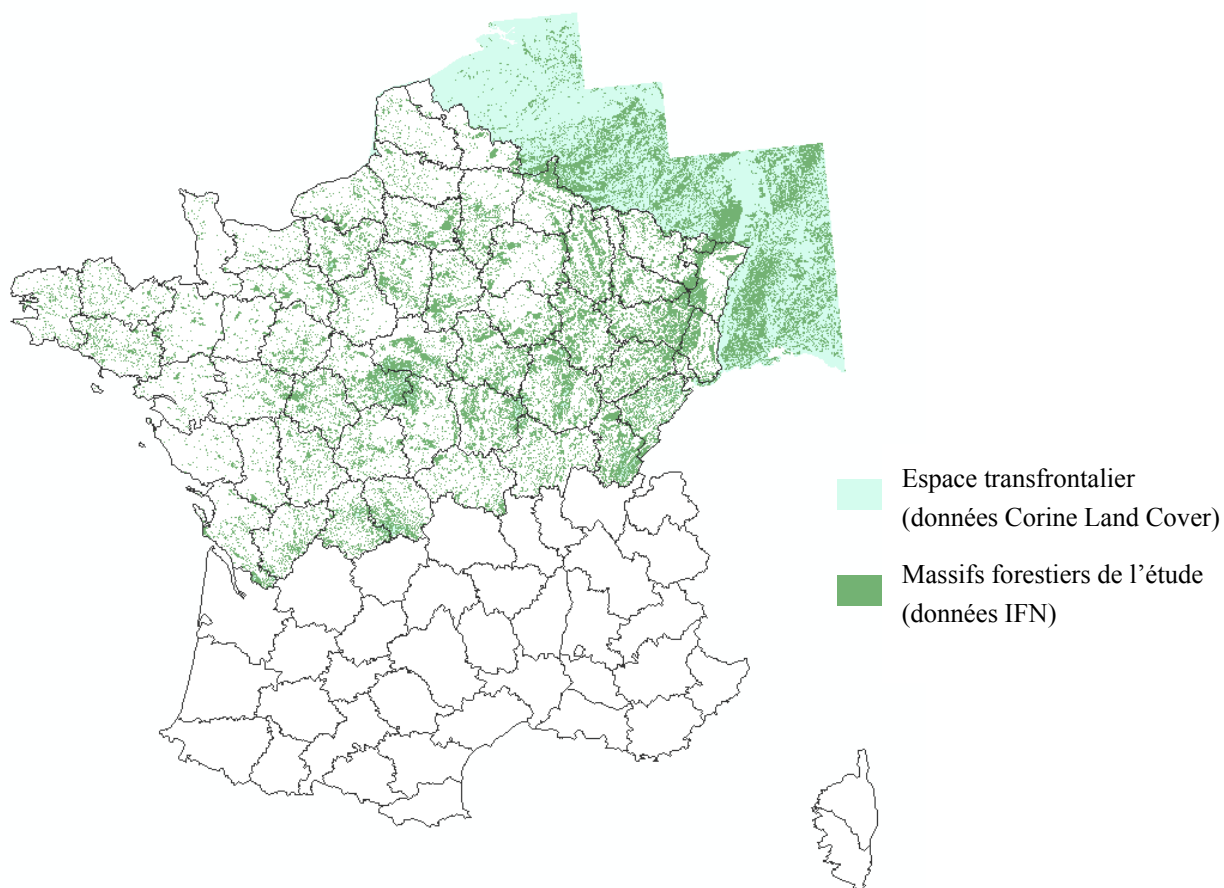 Espace transfrontalier
(données Corine Land Cover)
Massifs forestiers de l’étude
(données IFN)